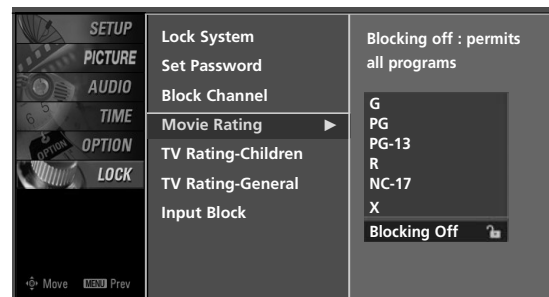 SETUP
PICTURE
AUDIO
TIME
OPTION
LOCK
Move MENU Prev
Lock System
Set Password
Block Channel
Movie Rating ►
TV Rating-Children
TV Rating-General
Input Block
Blocking off : permits
all programs
G
PG
PG-13
R
NC-17
X
Blocking Off